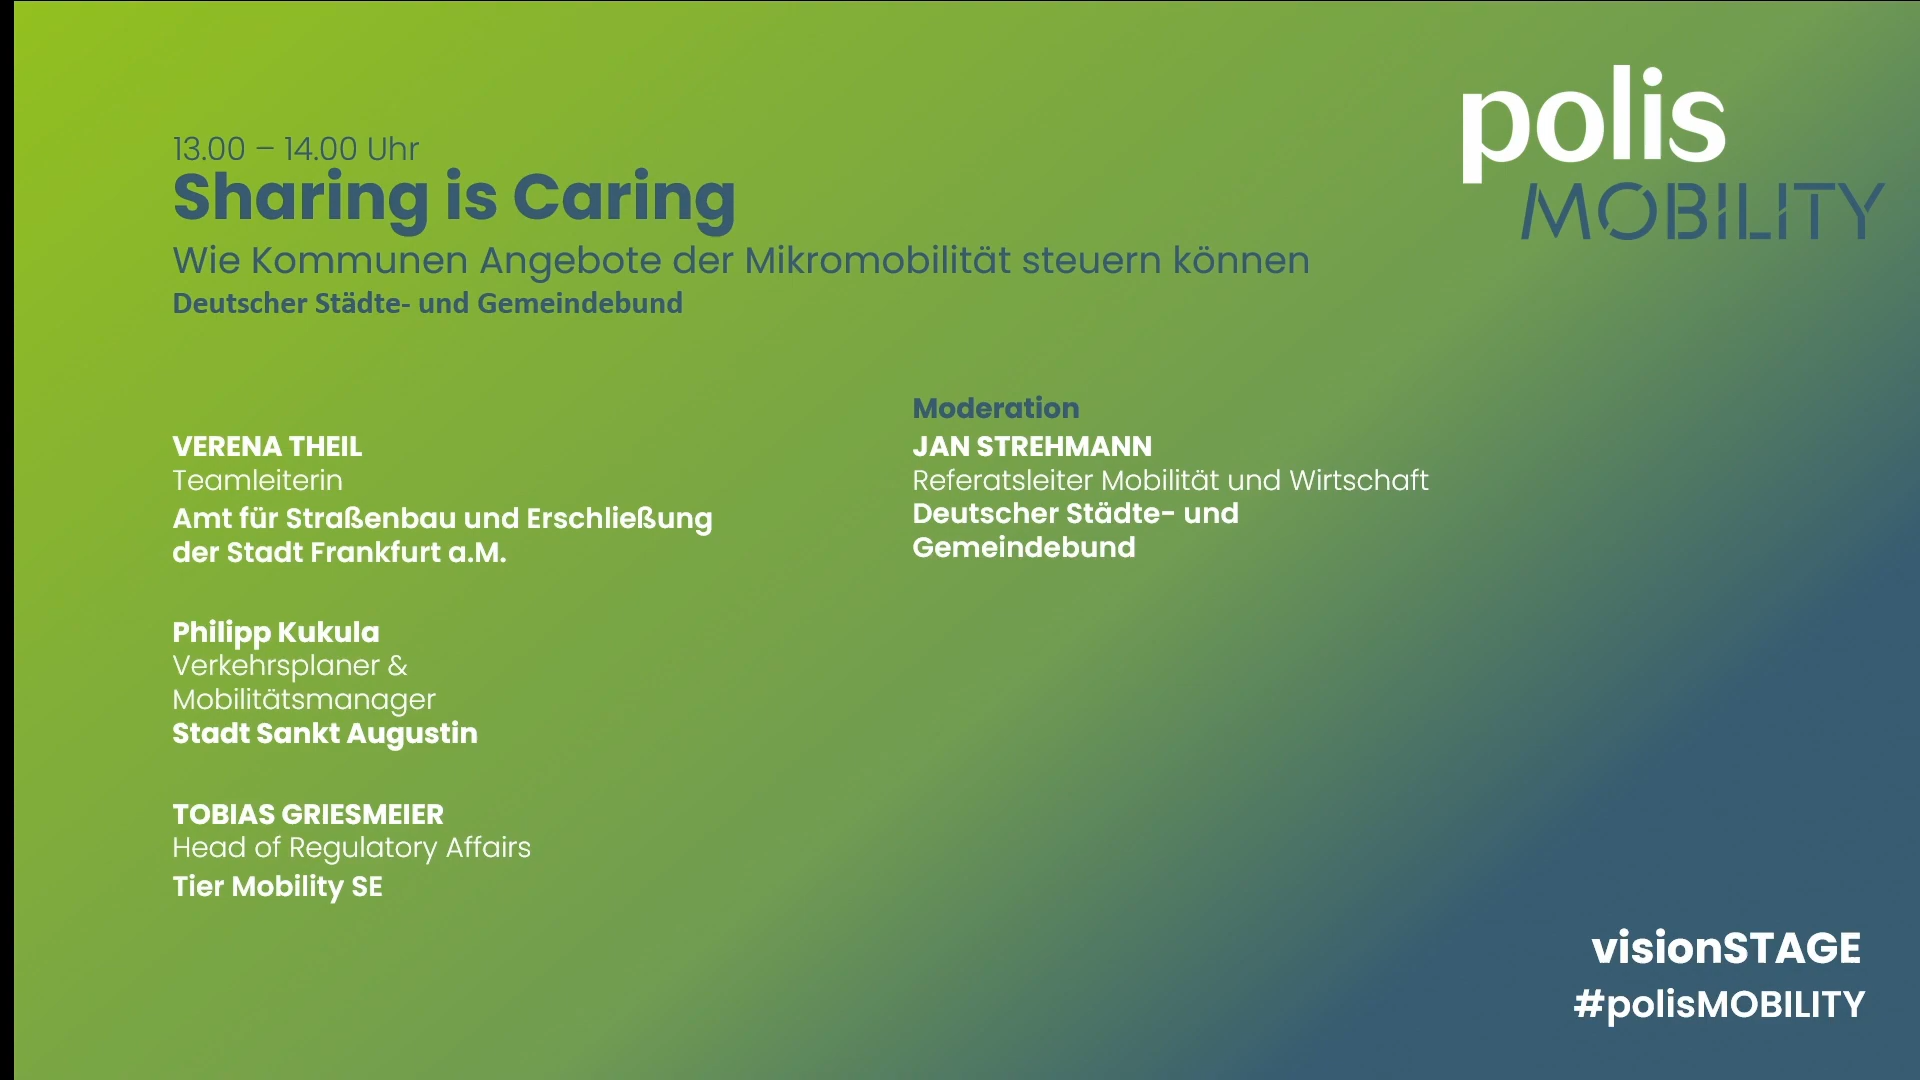 polis
MOBILITY
13.00 – 14.00 Uhr
Sharing is Caring
Wie Kommunen Angebote der Mikromobilität steuern können
Deutscher Städte- und Gemeindebund
VERENA THEIL
Teamleiterin
Amt für Straßenbau und Erschließung
der Stadt Frankfurt a.M.
Philipp Kukula
Verkehrsplaner &
Mobilitätsmanager
Stadt Sankt Augustin
TOBIAS GRIESMEIER
Head of Regulatory Affairs
Tier Mobility SE
Moderation
JAN STREHMANN
Referatsleiter Mobilität und Wirtschaft
Deutscher Städte- und
Gemeindebund
visionSTAGE
#polisMOBILITY